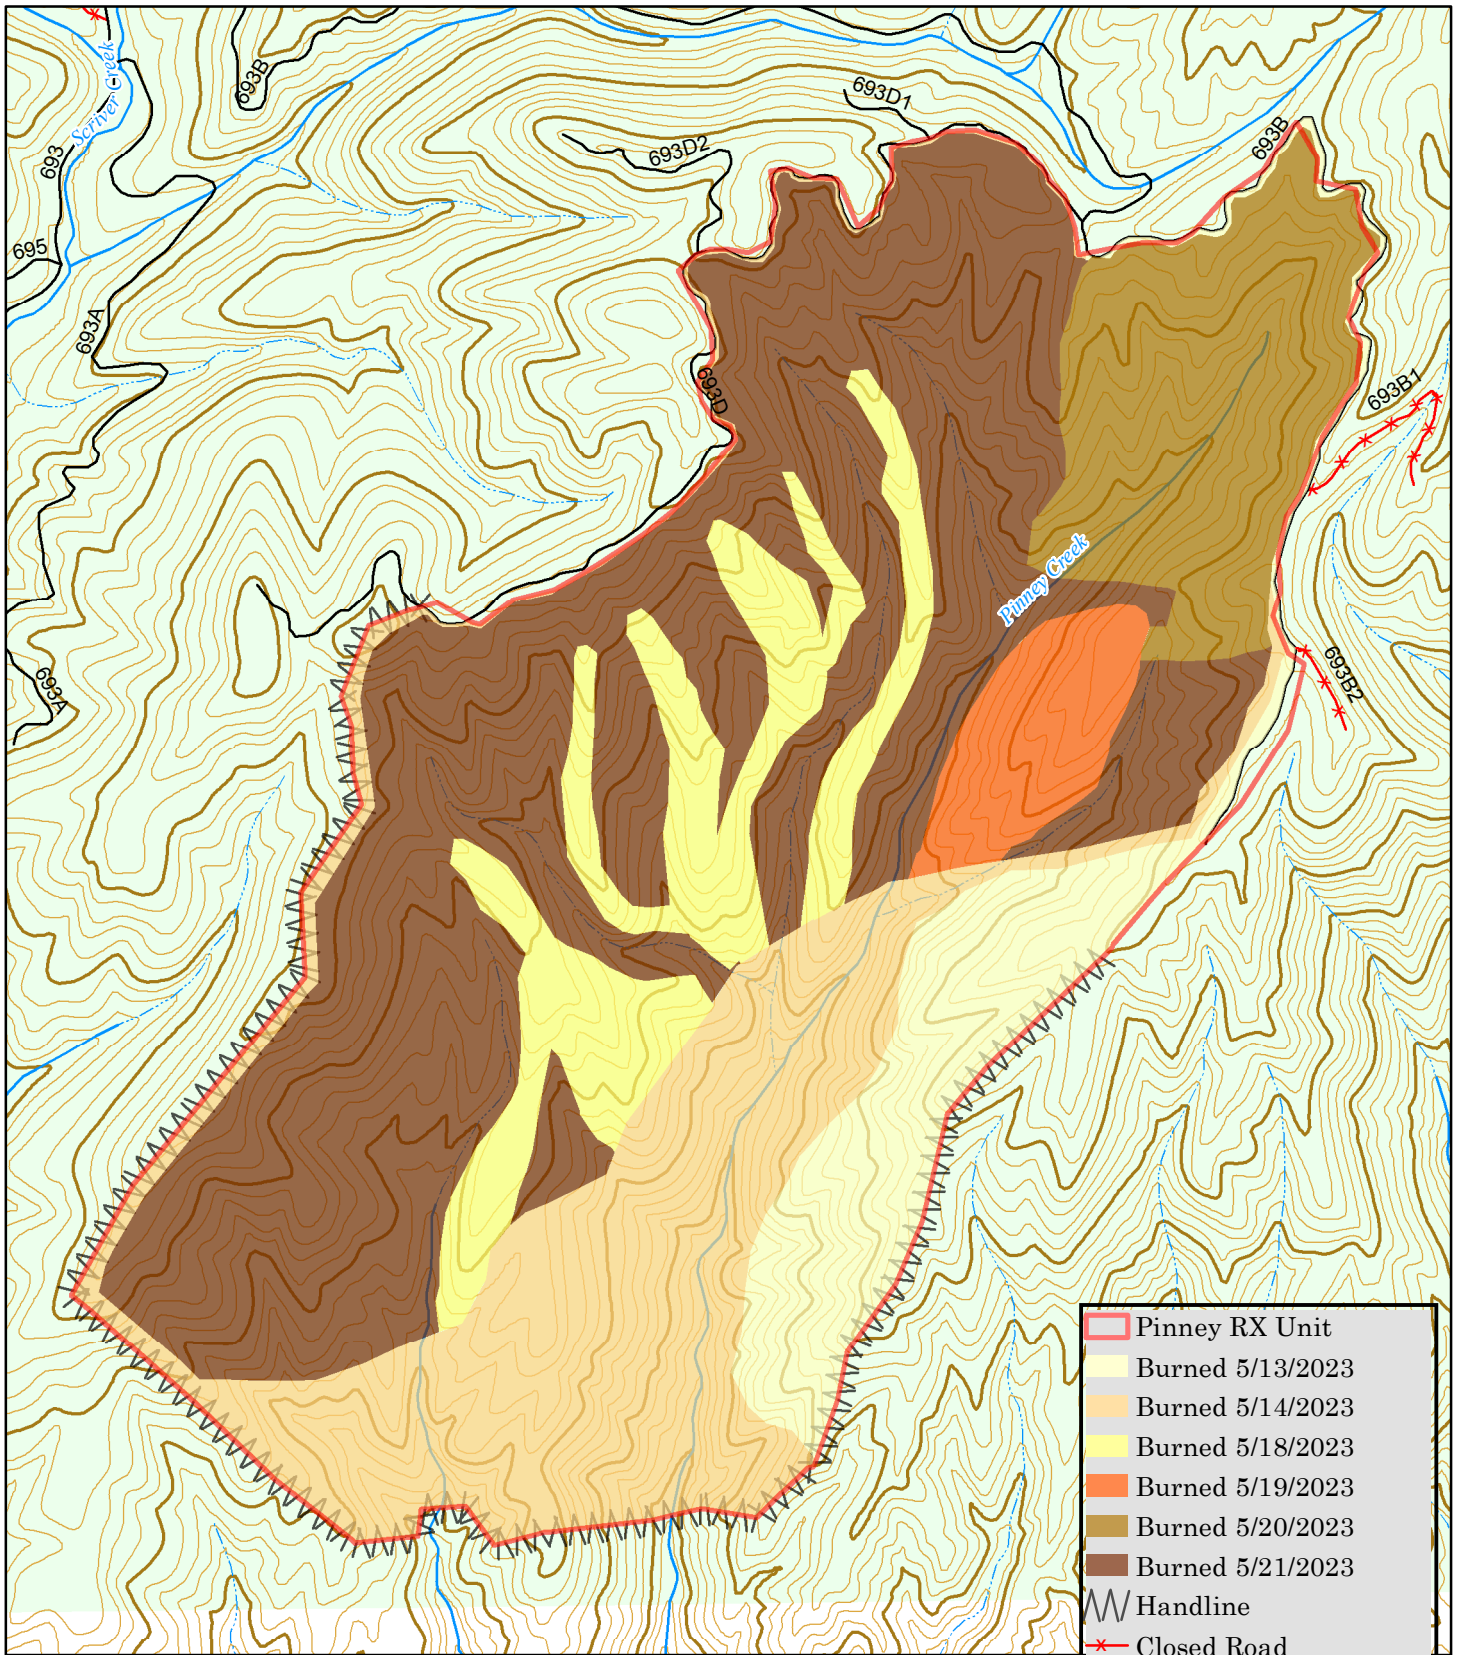 Scriver Creek
693B
693D1
693
693D2
693B
695
693A
693D
693B1
Pinney Creek
693A
693B2
Pinney RX Unit
Burned 5/13/2023
Burned 5/14/2023
Burned 5/18/2023
Burned 5/19/2023
Burned 5/20/2023
Burned 5/21/2023
Handline
Closed Road